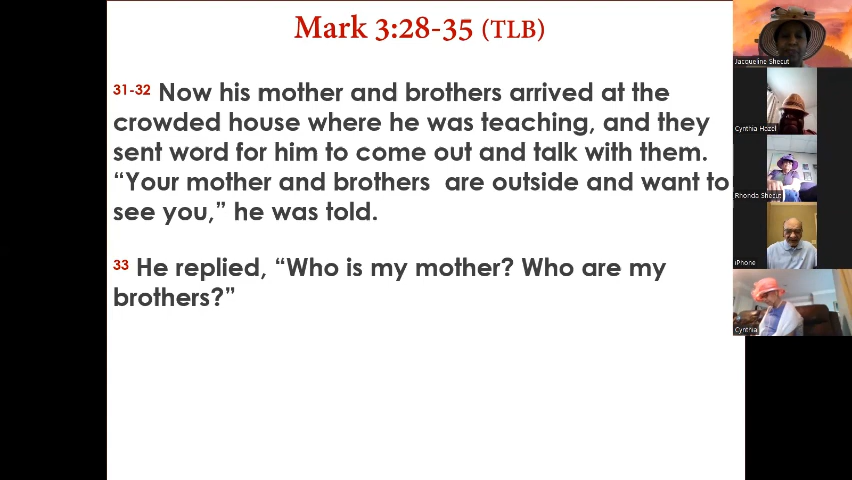 Mark 3:28-35 (TLB)
31-32 Now his mother and brothers arrived at the
crowded house where he was teaching, and they
sent word for him to come out and talk with them.
“Your mother and brothers  are outside and want to
see you,” he was told.
33 He replied, “Who is my mother? Who are my
brothers?”
Jacqueline Shecut
Cynthia Hazel
Rhonda Shecut
iPhone
Cynthia